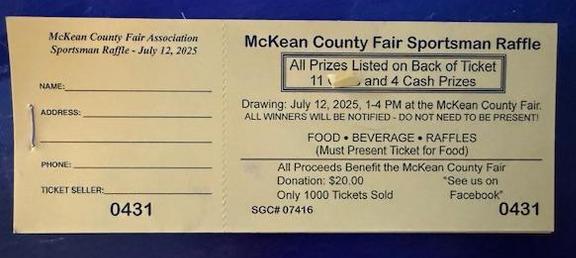 McKean County Fair Association
Sportsman Raffle - July 12, 2025
NAME:
ADDRESS:
PHONE:
TICKET SELLER:
0431
McKean County Fair Sportsman Raffle
All Prizes Listed on Back of Ticket
11 and 4 Cash Prizes
Drawing: July 12, 2025, 1-4 PM at the McKean County Fair.
ALL WINNERS WILL BE NOTIFIED - DO NOT NEED TO BE PRESENT!
FOOD • BEVERAGE • RAFFLES
(Must Present Ticket for Food)
All Proceeds Benefit the McKean County Fair
Donation: $20.00 "See us on
Only 1000 Tickets Sold Facebook"
SGC# 07416 0431